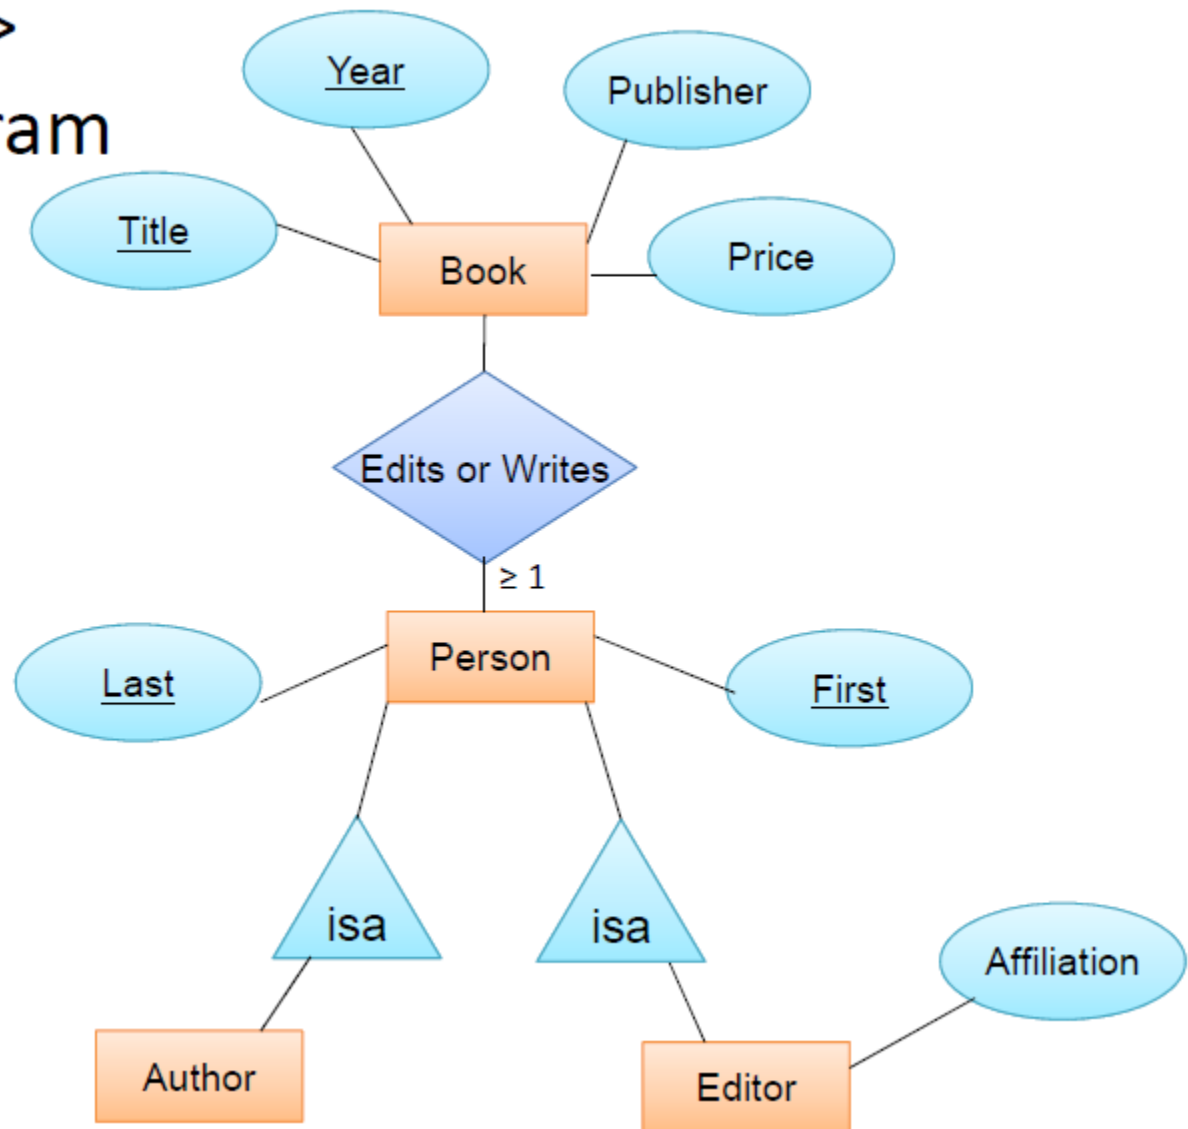 >
ram
Year
Publisher
Title
Price
Book
Edits or Writes
≥ 1
Person
Last
First
isa
isa
Affiliation
Author
Editor